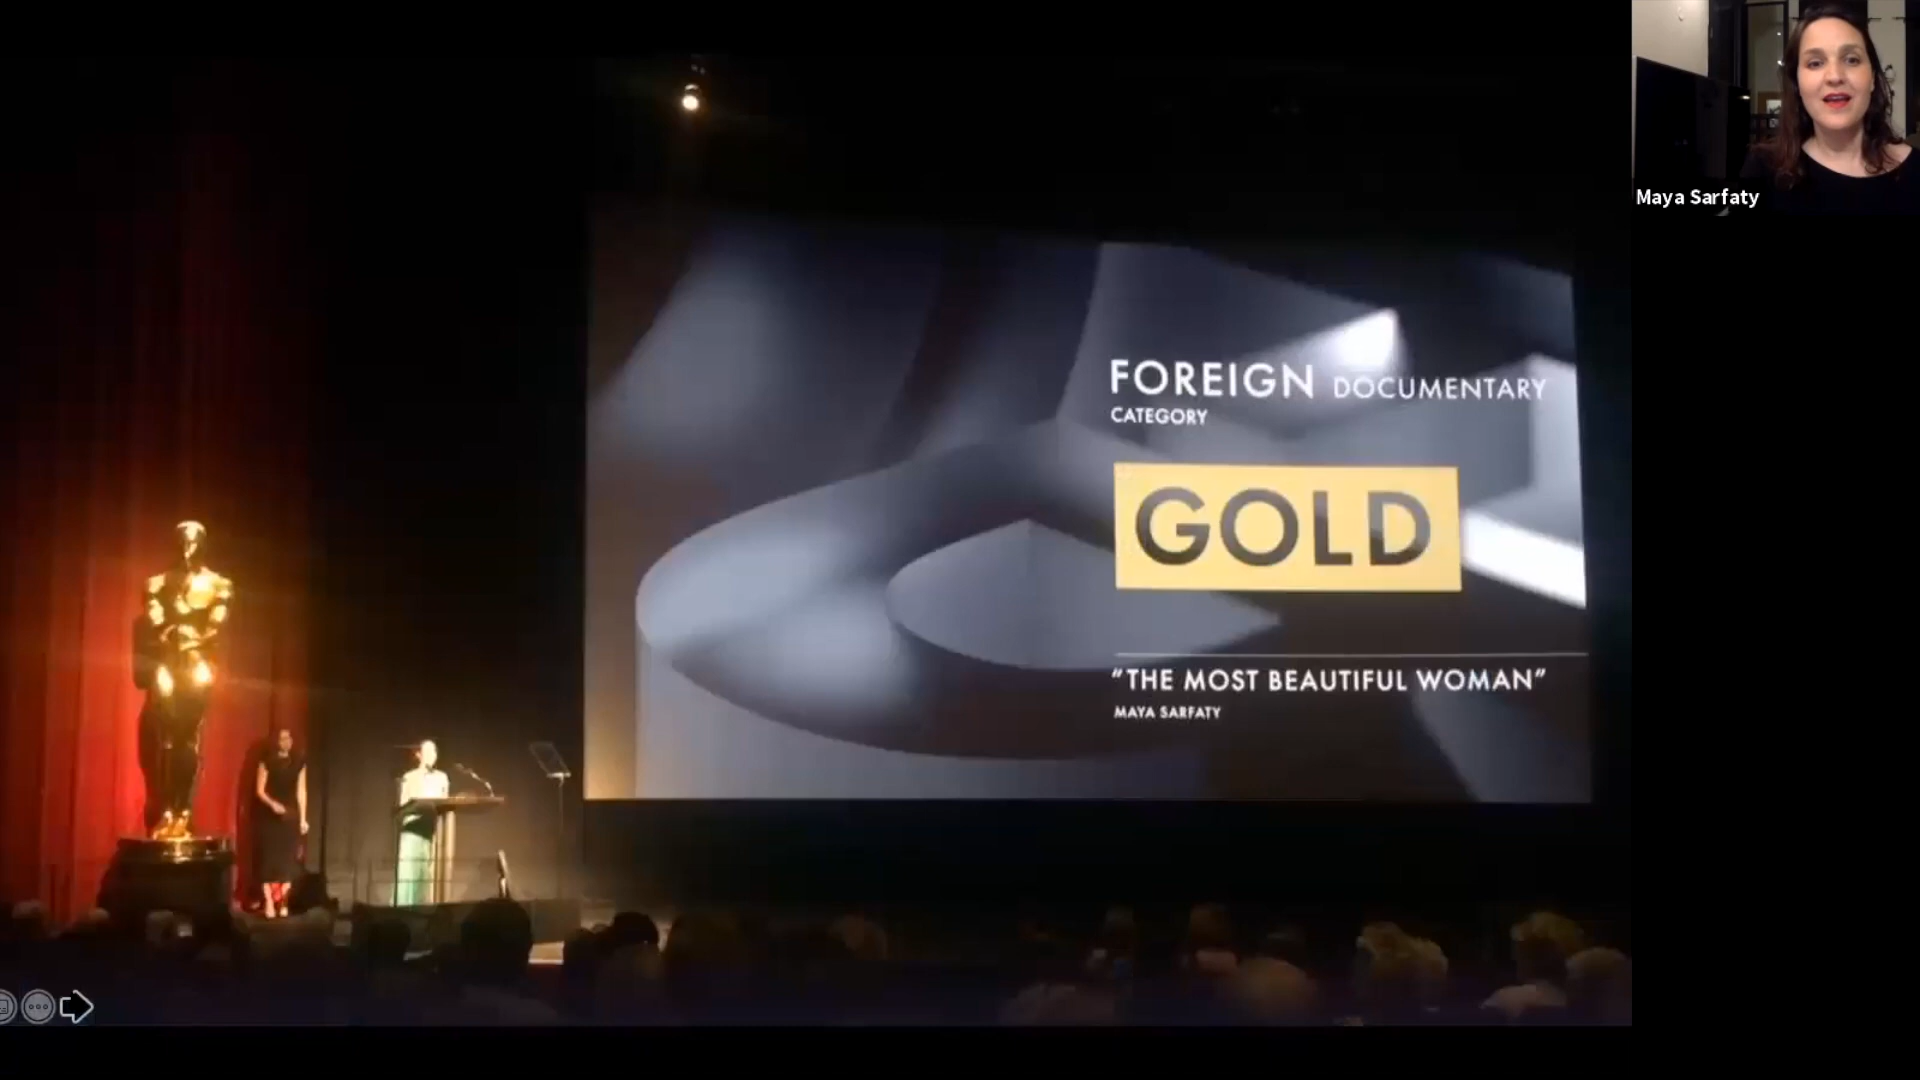 Maya Sarfaty
FOREIGN DOCUMENTARY
CATEGORY
GOLD
"THE MOST BEAUTIFUL WOMAN"
MAYA SARFATY